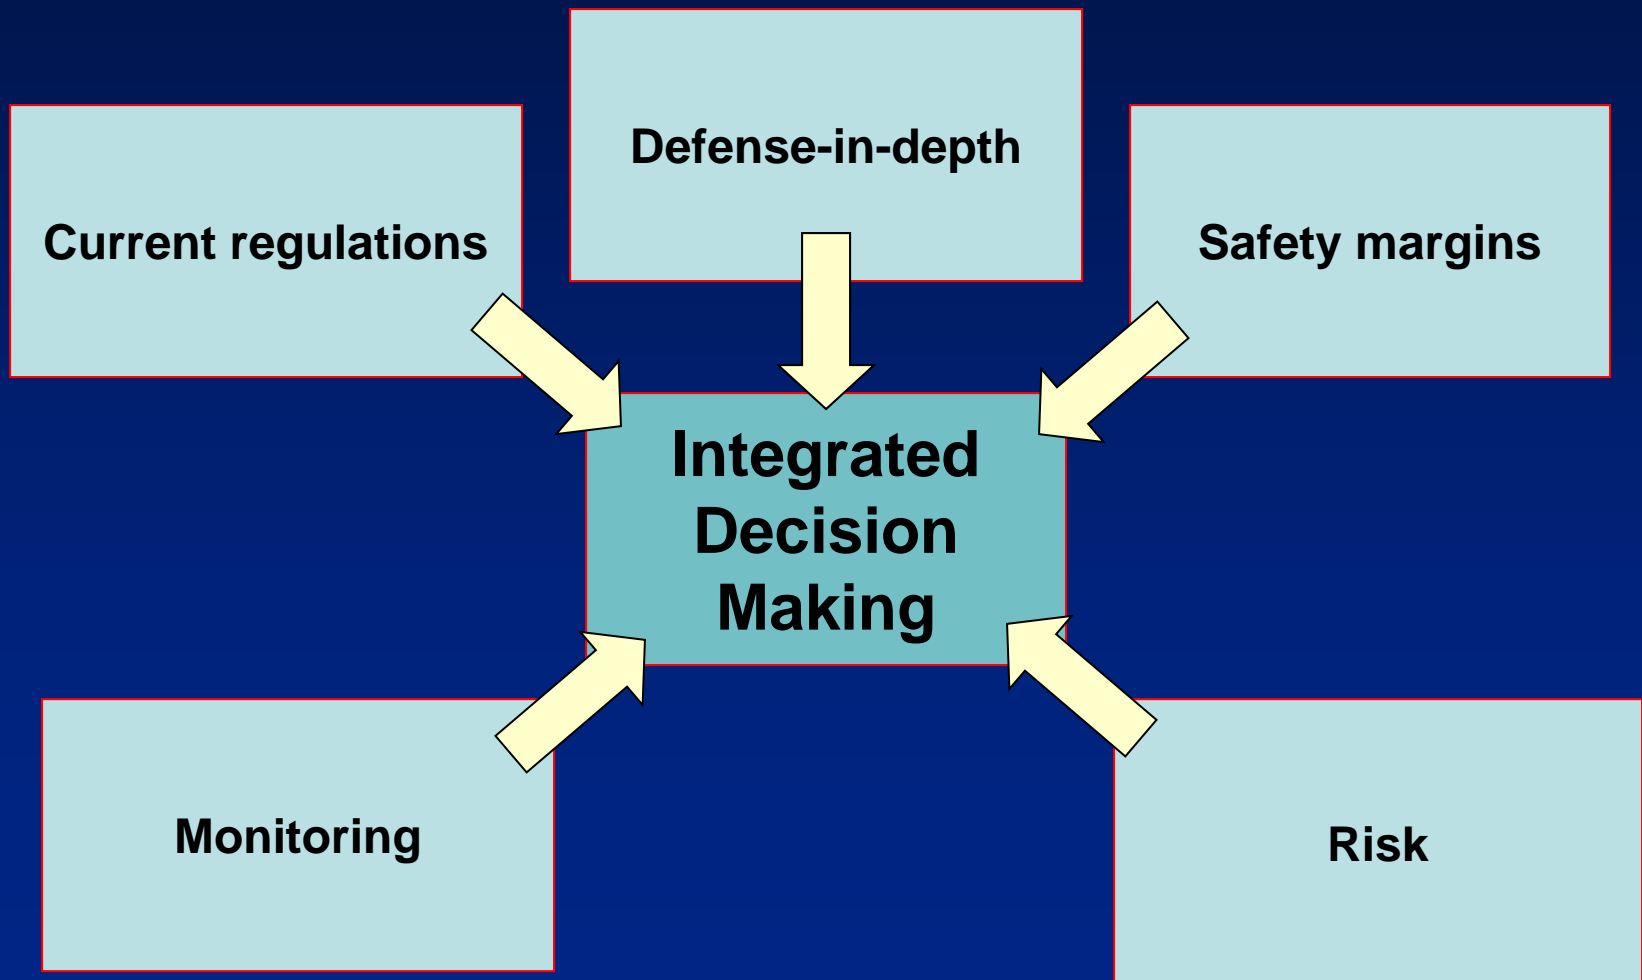 Defense-in-depth
Current regulations
Safety margins
Integrated
Decision
Making
Monitoring
Risk